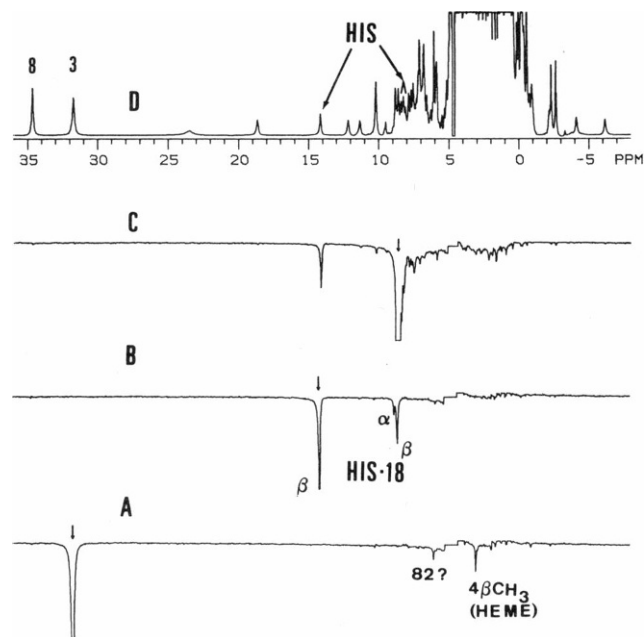 HIS
8 3
D
35 30 25 20 15 10 5 0 -5 PPM
C
B
α
β
β
HIS·18
A
82?
4βCH3
(HEME)